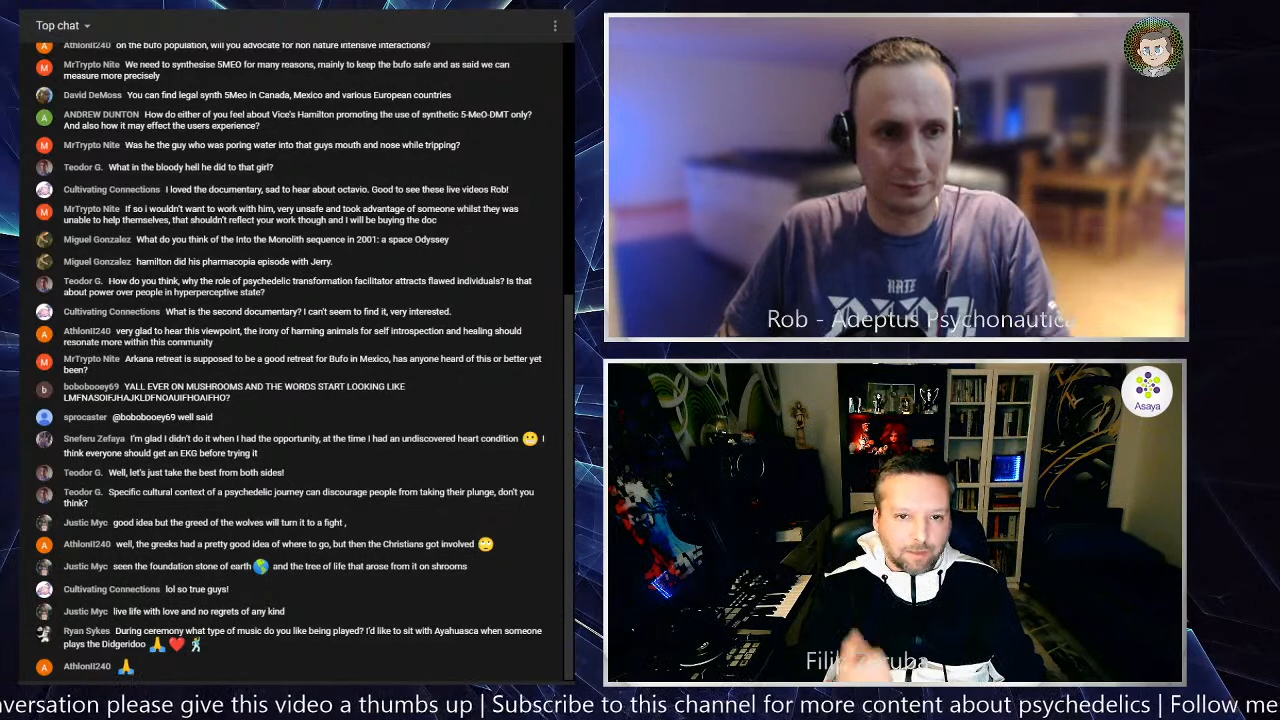 Top chat
AthlonII240 on the bufo population, will you advocate for non nature intensive interactions?
MrTrypto Nite We need to synthesise 5MEO for many reasons, mainly to keep the bufo safe and as said we can
measure more precisely
David DeMoss You can find legal synth 5Meo in Canada, Mexico and various European countries
ANDREW DUNTON How do either of you feel about Vice's Hamilton promoting the use of synthetic 5-MeO-DMT only?
And also how it may effect the users experience?
MrTrypto Nite Was he the guy who was poring water into that guys mouth and nose while tripping?
Teodor G. What in the bloody hell he did to that girl?
Cultivating Connections I loved the documentary, sad to hear about octavio. Good to see these live videos Rob!
MrTrypto Nite If so i wouldn't want to work with him, very unsafe and took advantage of someone whilst they was
unable to help themselves, that shouldn't reflect your work though and I will be buying the doc
Miguel Gonzalez What do you think of the Into the Monolith sequence in 2001: a space Odyssey
Miguel Gonzalez hamilton did his pharmacopia episode with Jerry.
Teodor G. How do you think, why the role of psychedelic transformation facilitator attracts flawed individuals? Is that
about power over people in hyperperceptive state?
Cultivating Connections What is the second documentary? I can't seem to find it, very interested.
AthlonII240 very glad to hear this viewpoint, the irony of harming animals for self introspection and healing should
resonate more within this community
MrTrypto Nite Arkana retreat is supposed to be a good retreat for Bufo in Mexico, has anyone heard of this or better yet
been?
bobobooey69 YALL EVER ON MUSHROOMS AND THE WORDS START LOOKING LIKE
LMFNASOIFJHAJKLDFNOAUIFHOAIFHO?
sprocaster @bobobooey69 well said
Sneferu Zefaya I'm glad I didn't do it when I had the opportunity, at the time I had an undiscovered heart condition 😬 I
think everyone should get an EKG before trying it
Teodor G. Well, let's just take the best from both sides!
Teodor G. Specific cultural context of a psychedelic journey can discourage people from taking their plunge, don't you
think?
Justic Myc good idea but the greed of the wolves will turn it to a fight ,
AthlonII240 well, the greeks had a pretty good idea of where to go, but then the Christians got involved 🙄
Justic Myc seen the foundation stone of earth 🌎 and the tree of life that arose from it on shrooms
Cultivating Connections lol so true guys!
Justic Myc live life with love and no regrets of any kind
Ryan Sykes During ceremony what type of music do you like being played? I'd like to sit with Ayahuasca when someone
plays the Didgeridoo 🙏 ❤️ 🕺
AthlonII240 🙏
HATE
Rob - Adeptus Psychonautica
Asaya
nversation please give this video a thumbs up | Subscribe to this channel for more content about psychedelics | Follow me